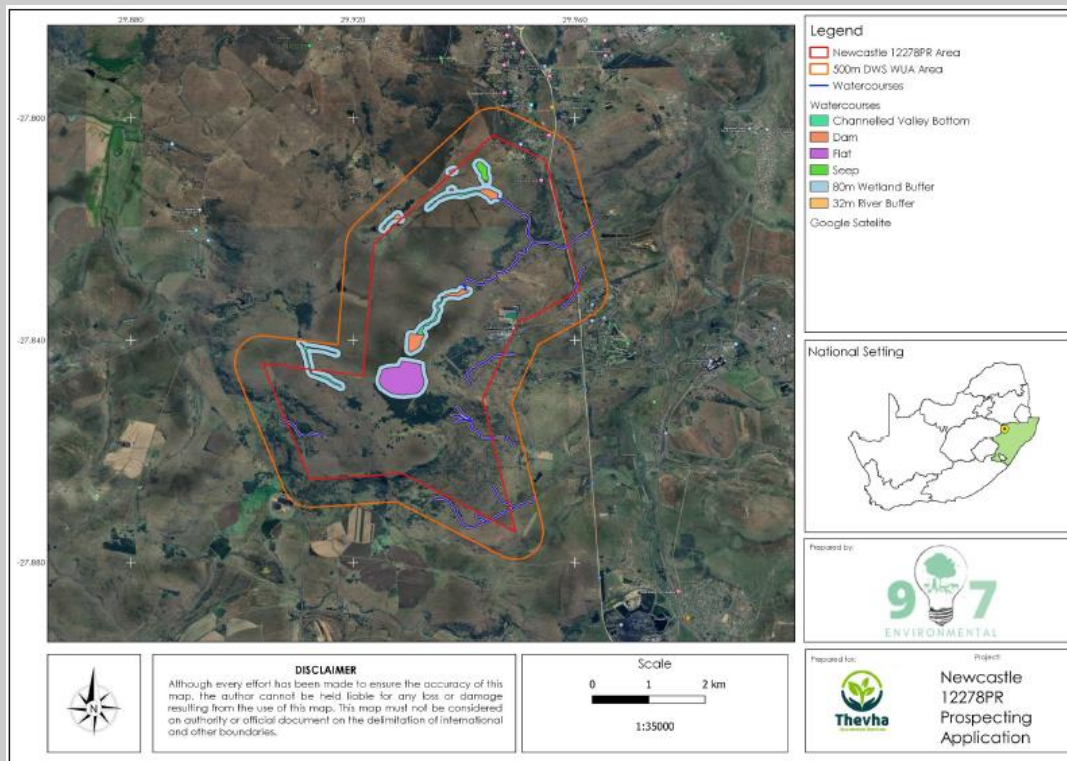 29.880
29.920
29.960
-27.800
-27.840
-27.880
Legend
Newcastle 12278PR Area
500m DWS WUA Area
Watercourses
Watercourses
Channelled Valley Bottom
Dam
Flat
Seep
80m Wetland Buffer
32m River Buffer
Google Satelite
National Setting
Prepared by:
9 7
ENVIRONMENTAL
N
DISCLAIMER
Although every effort has been made to ensure the accuracy of this
map, the author cannot be held liable for any loss or damage
resulting from the use of this map. This map must not be considered
an authority or official document on the delimitation of international
and other boundaries.
Scale
0 1 2 km
1:35000
Prepared for:
Thevha
Project:
Newcastle
12278PR
Prospecting
Application